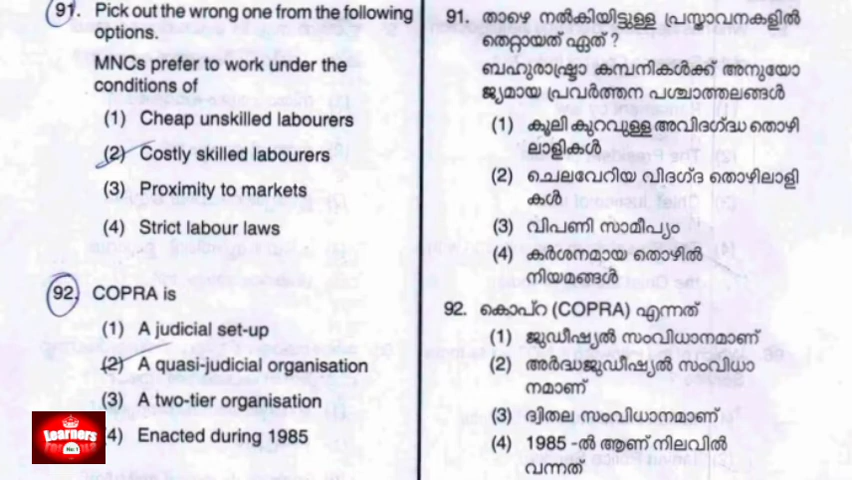 91. Pick out the wrong one from the following
options.
MNCs prefer to work under the
conditions of
(1) Cheap unskilled labourers
(2) Costly skilled labourers
(3) Proximity to markets
(4) Strict labour laws
92. COPRA is
(1) A judicial set-up
(2) A quasi-judicial organisation
(3) A two-tier organisation
4) Enacted during 1985
91. താഴെ നൽകിയിട്ടുള്ള പ്രസ്താവനകളിൽ
തെറ്റായത് ഏത് ?
ബഹുരാഷ്ട്രാ കമ്പനികൾക്ക് അനുയോ
ജ്യമായ പ്രവർത്തന പശ്ചാത്തലങ്ങൾ
(1) കൂലി കുറവുള്ള അവിദഗ്ദ്ധ തൊഴി
ലാളികൾ
(2) ചെലവേറിയ വിദഗ്ദ തൊഴിലാളി
കൾ
(3) വിപണി സാമീപ്യം
(4) കർശനമായ തൊഴിൽ
നിയമങ്ങൾ
92. കൊപ്റ (COPRA) എന്നത്
(1) ജുഡീഷ്യൽ സംവിധാനമാണ്
(2) അർദ്ധജുഡീഷ്യൽ സംവിധാ
നമാണ്
(3) ദ്വിതല സംവിധാനമാണ്
(4) 1985 -ൽ ആണ് നിലവിൽ
വന്നത്
Learners
No 1